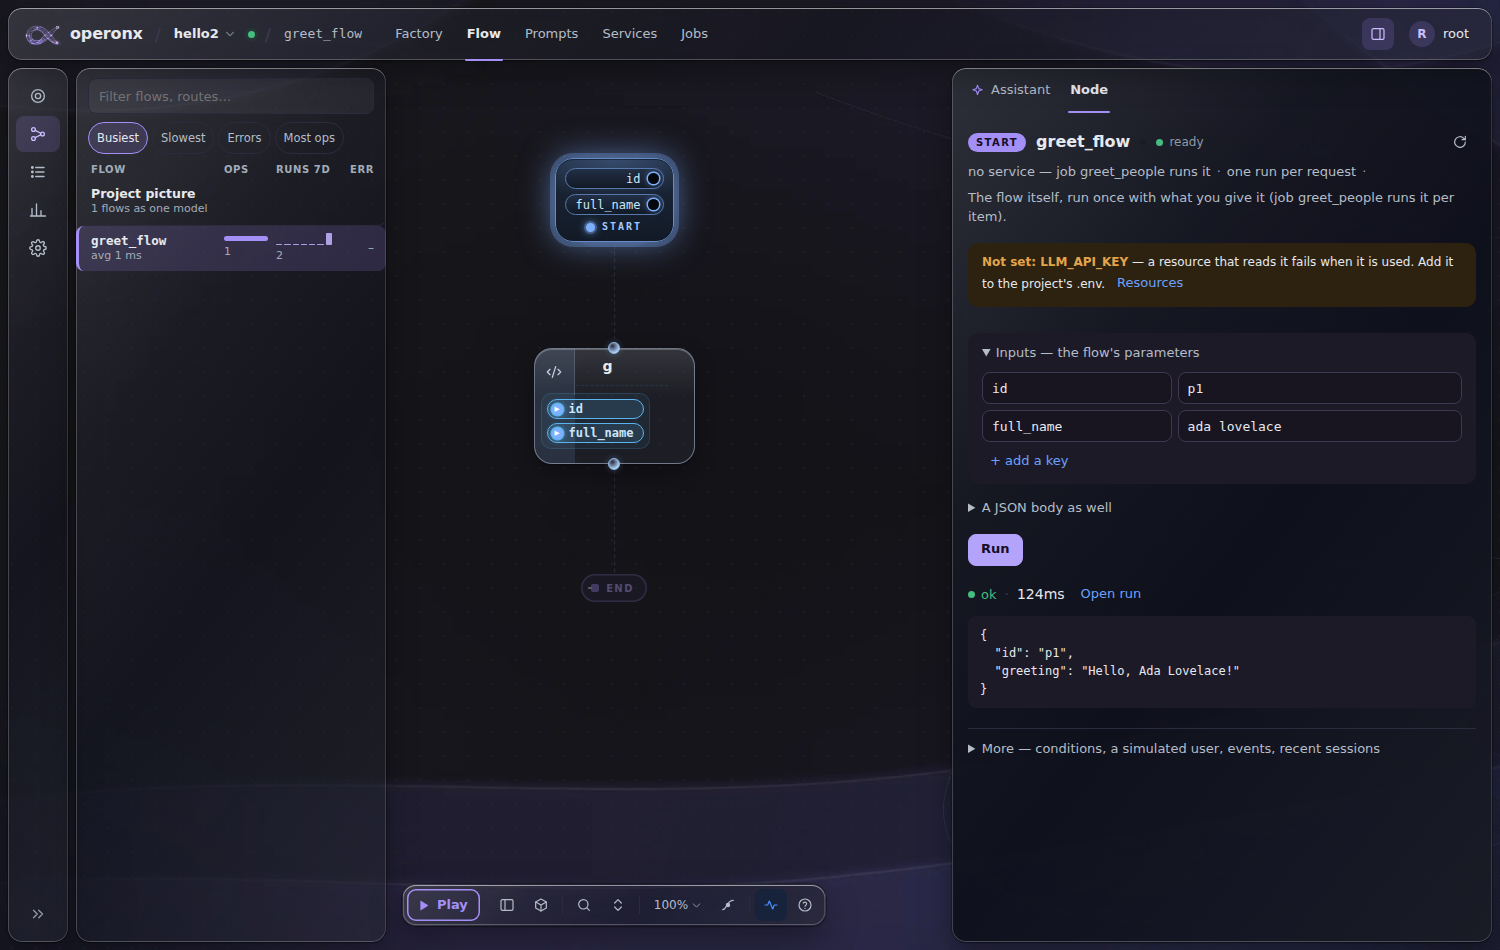 operonx / hello2 / greet_flow Factory Flow Prompts Services Jobs R root
Filter flows, routes...
Busiest Slowest Errors Most ops
FLOW OPS RUNS 7D ERR
Project picture
1 flows as one model
greet_flow
avg 1 ms 1 2 –
id
full_name
START
g
id
full_name
END
Play 100%
Assistant Node
START greet_flow ready
no service — job greet_people runs it · one run per request ·
The flow itself, run once with what you give it (job greet_people runs it per
item).
Not set: LLM_API_KEY — a resource that reads it fails when it is used. Add it
to the project's .env. Resources
Inputs — the flow's parameters
id p1
full_name ada lovelace
+ add a key
A JSON body as well
Run
ok · 124ms Open run
{
"id": "p1",
"greeting": "Hello, Ada Lovelace!"
}
More — conditions, a simulated user, events, recent sessions